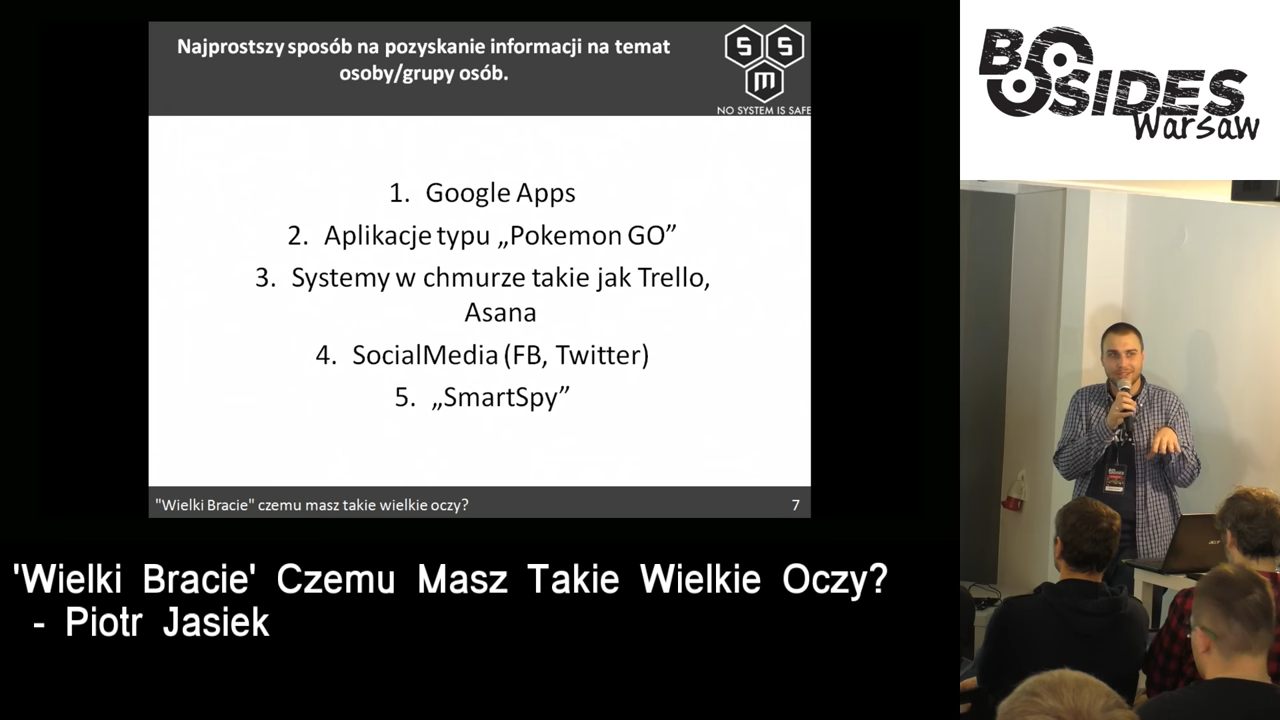 Najprostszy sposób na pozyskanie informacji na temat
osoby/grupy osób.
S S
m
NO SYSTEM IS SAFE
1. Google Apps
2. Aplikacje typu „Pokemon GO”
3. Systemy w chmurze takie jak Trello,
Asana
4. SocialMedia (FB, Twitter)
5. „SmartSpy”
"Wielki Bracie" czemu masz takie wielkie oczy?
7
'Wielki Bracie' Czemu Masz Takie Wielkie Oczy?
- Piotr Jasiek
BSIDES
Warsaw
acer